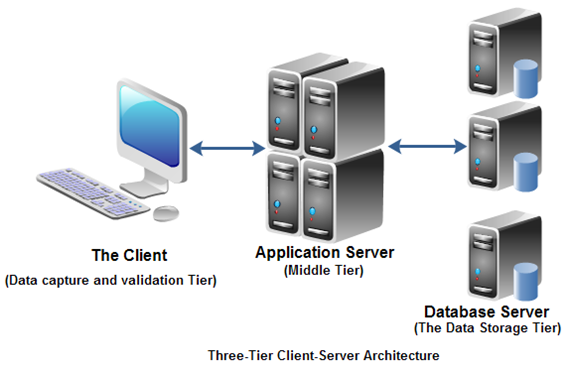 The Client
(Data capture and validation Tier)
Application Server
(Middle Tier)
Database Server
(The Data Storage Tier)
Three-Tier Client-Server Architecture